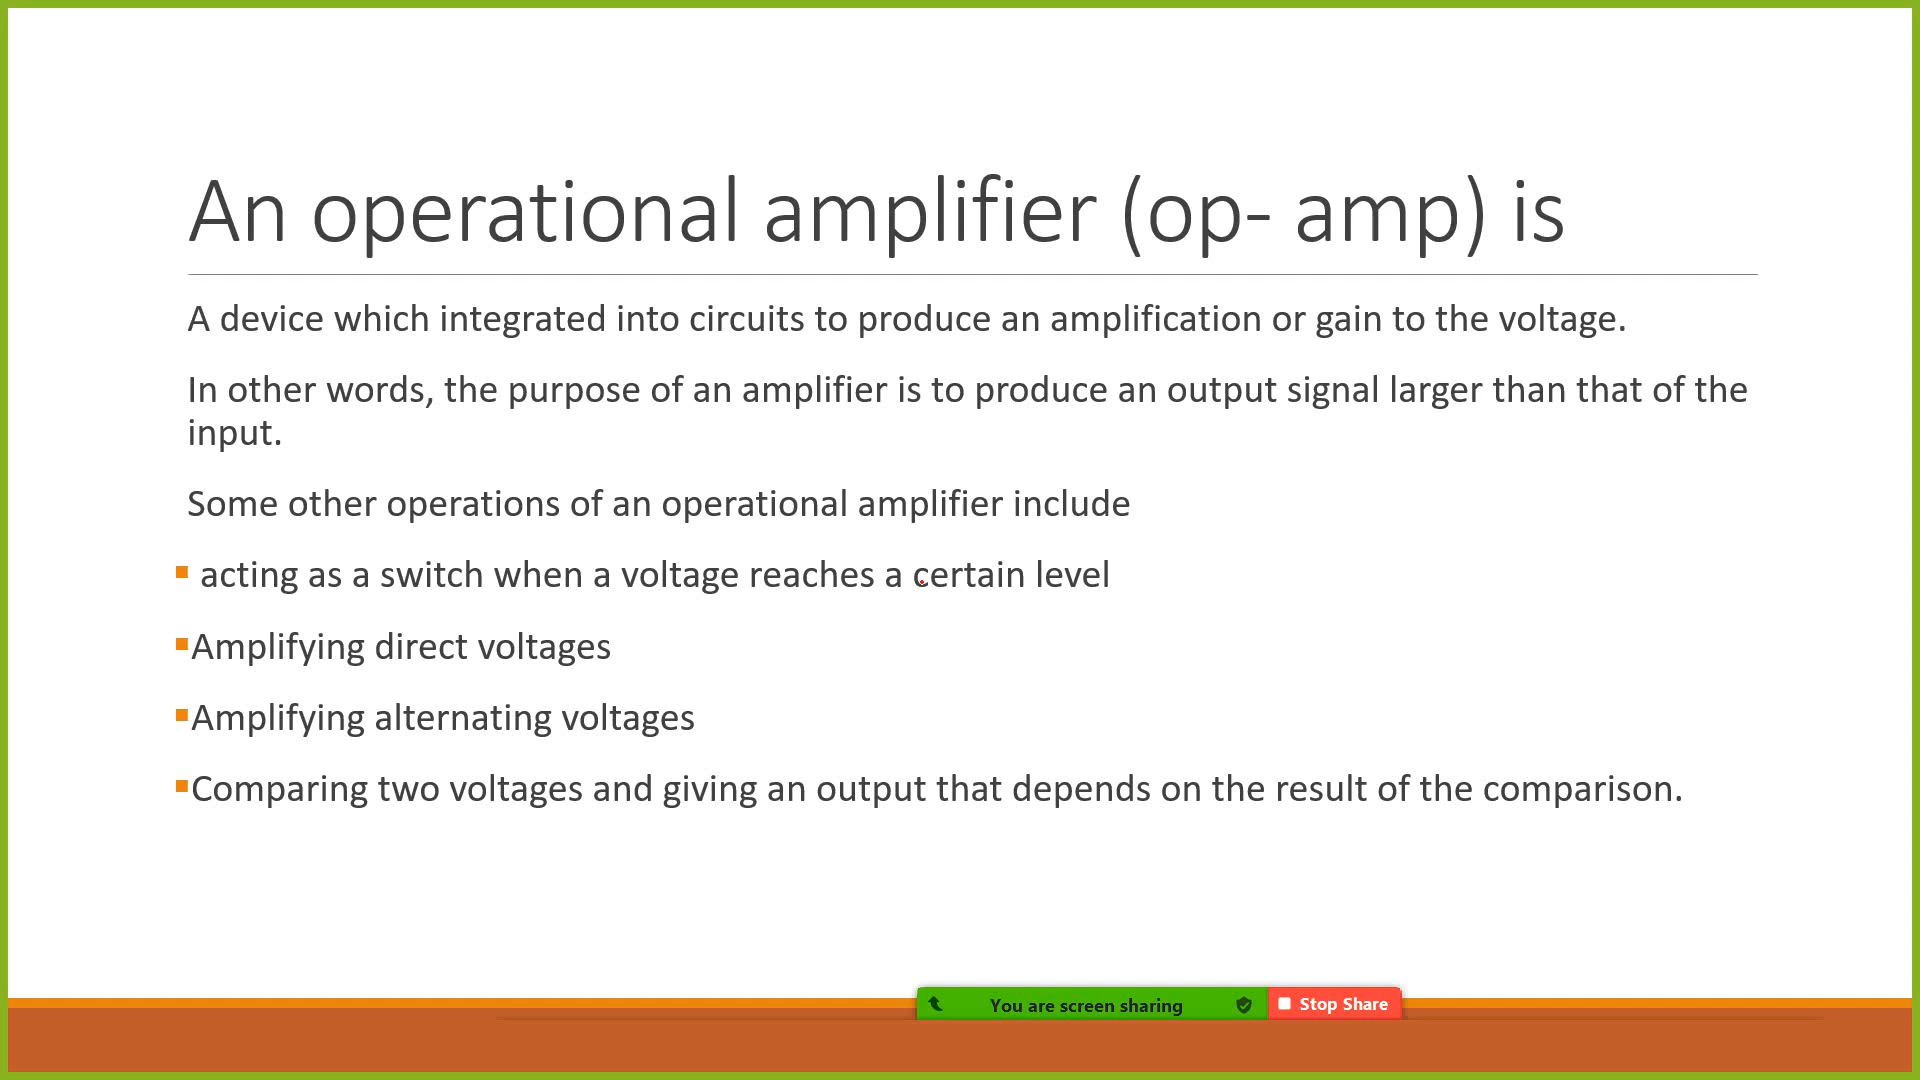 An operational amplifier (op- amp) is
A device which integrated into circuits to produce an amplification or gain to the voltage.
In other words, the purpose of an amplifier is to produce an output signal larger than that of the
input.
Some other operations of an operational amplifier include
acting as a switch when a voltage reaches a certain level
Amplifying direct voltages
Amplifying alternating voltages
Comparing two voltages and giving an output that depends on the result of the comparison.
You are screen sharing
Stop Share